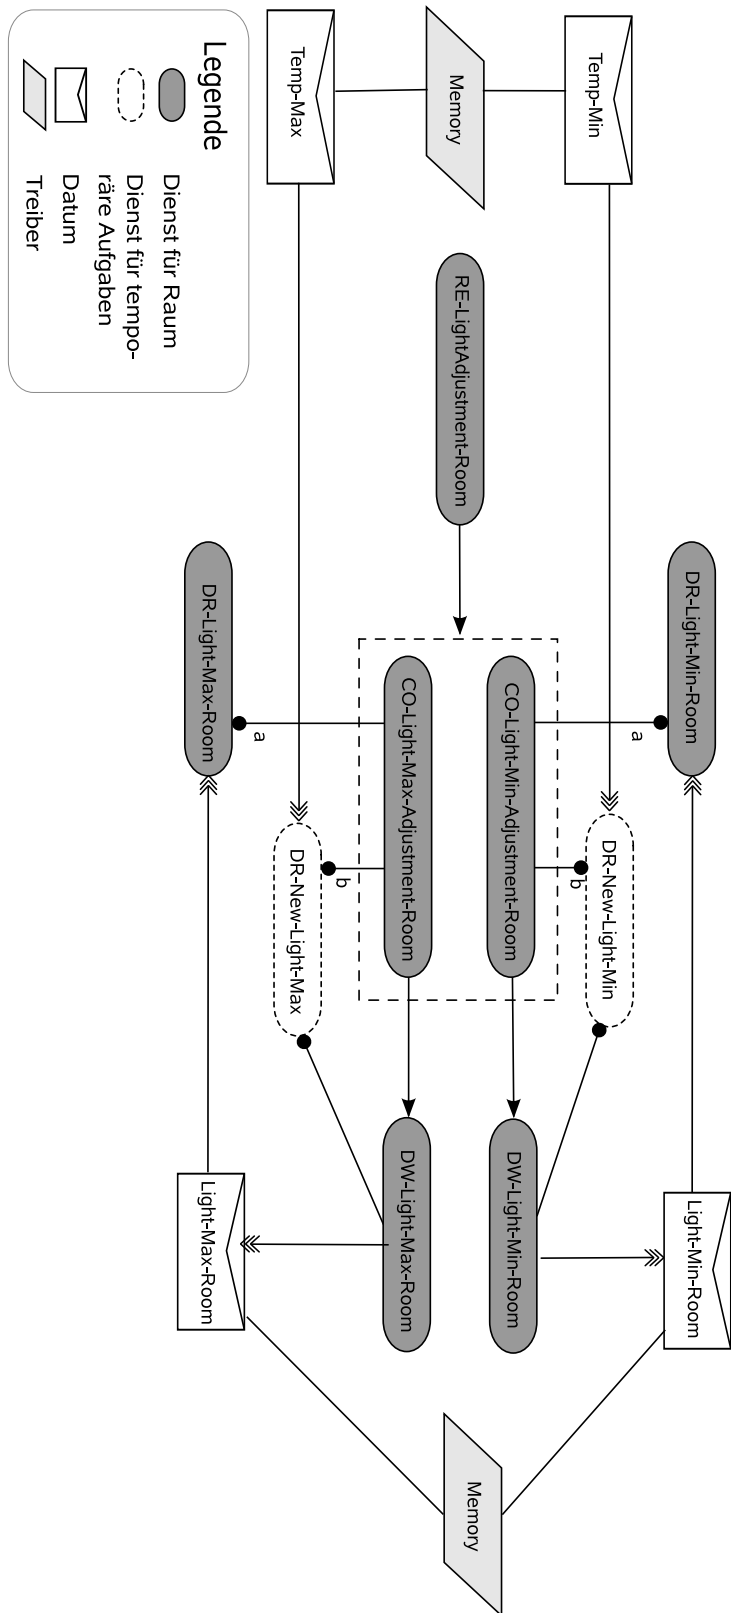 DR-Light-Min-Room
Light-Min-Room
a
Temp-Min
DR-New-Light-Min
b
CO-Light-Min-Adjustment-Room
DW-Light-Min-Room
Memory
RE-LightAdjustment-Room
Memory
CO-Light-Max-Adjustment-Room
DW-Light-Max-Room
b
Temp-Max
DR-New-Light-Max
a
DR-Light-Max-Room
Light-Max-Room
Legende
Dienst für Raum
Dienst für tempo-
räre Aufgaben
Datum
Treiber